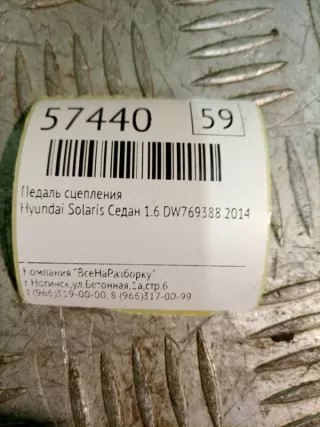 57440 59
Педаль сцепления
Hyundai Solaris Седан 1.6 DW769388 2014
Компания "ВсеНаРазборку"
г.Ногинск,ул.Бетонная,1а,стр.6
8 (966)319-00-00, 8 (966)317-00-99